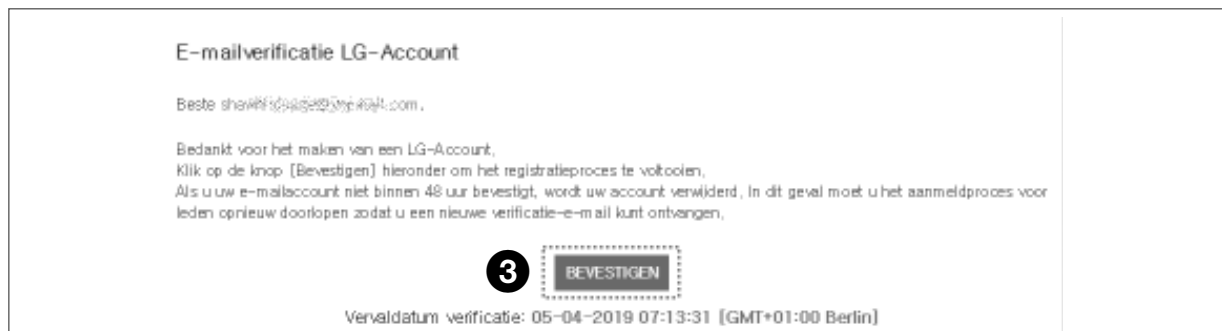 E-mailverificatie LG-Account
Beste
Bedankt voor het maken van een LG-Account,
Klik op de knop [Bevestigen] hieronder om het registratieproces te voltooien,
Als u uw e-mailaccount niet binnen 48 uur bevestigt, wordt uw account verwijderd, In dit geval moet u het aanmeldproces voor
leden opnieuw doorlopen zodat u een nieuwe verificatie-e-mail kunt ontvangen,
3 BEVESTIGEN
Vervaldatum verificatie: 05-04-2019 07:13:31 [GMT+01:00 Berlin]